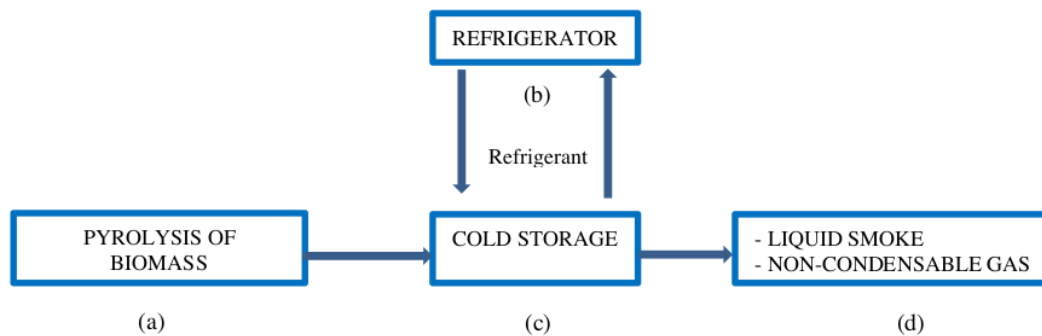 REFRIGERATOR
(b)
Refrigerant
PYROLYSIS OF
BIOMASS
COLD STORAGE
- LIQUID SMOKE
- NON-CONDENSABLE GAS
(a)
(c)
(d)